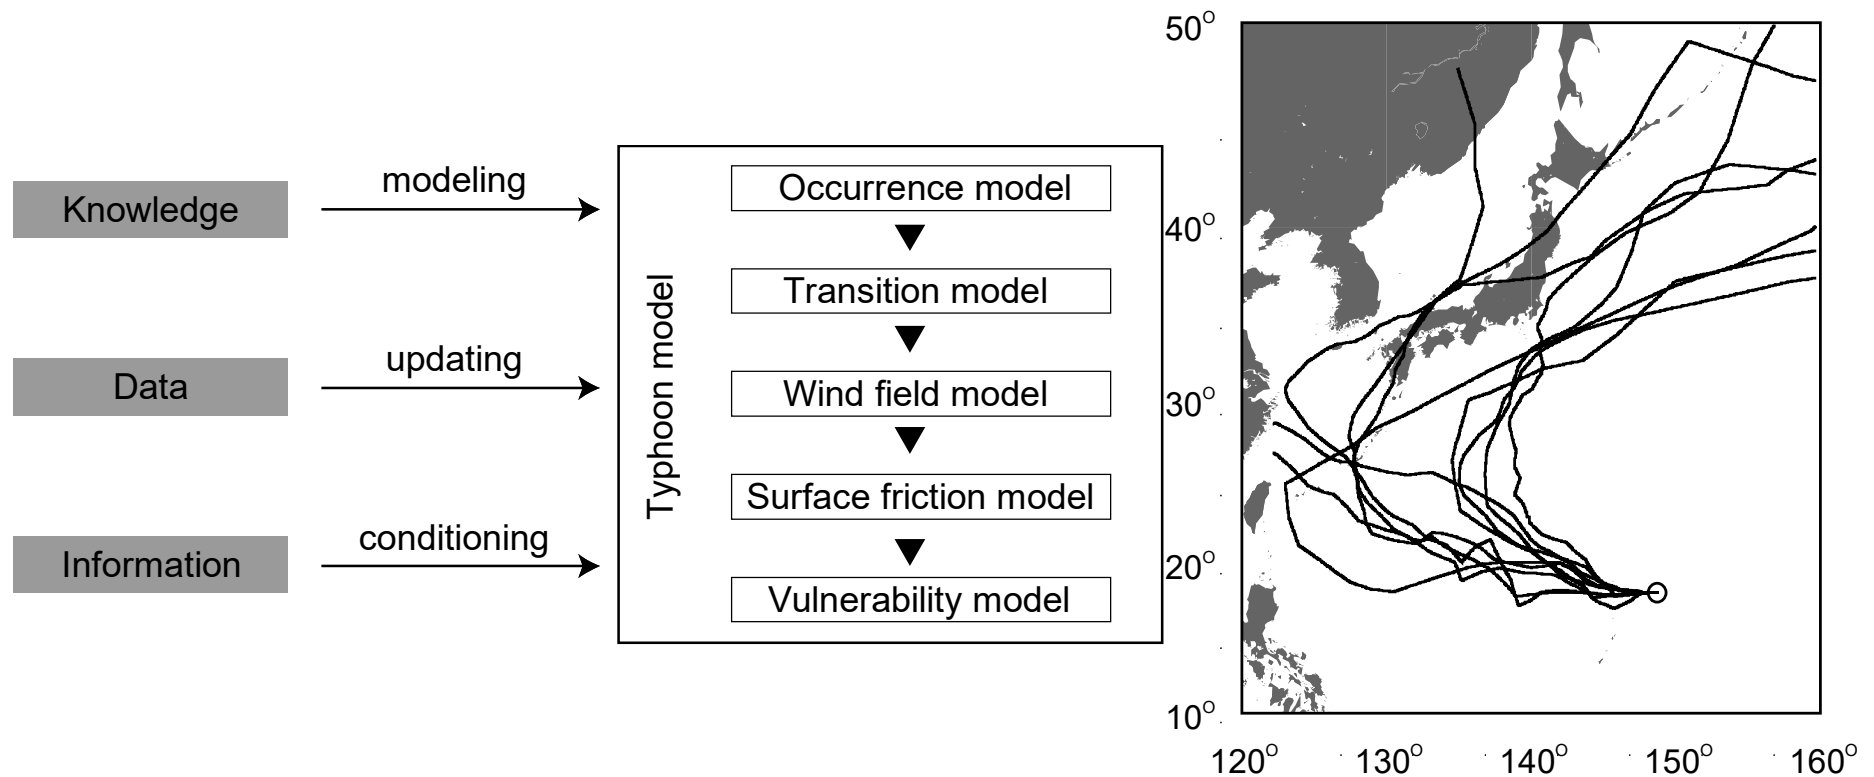 Knowledge
modeling
Data
updating
Information
conditioning
Typhoon model
Occurrence model
Transition model
Wind field model
Surface friction model
Vulnerability model
50°
40°
30°
20°
10°
120° 130° 140° 150° 160°